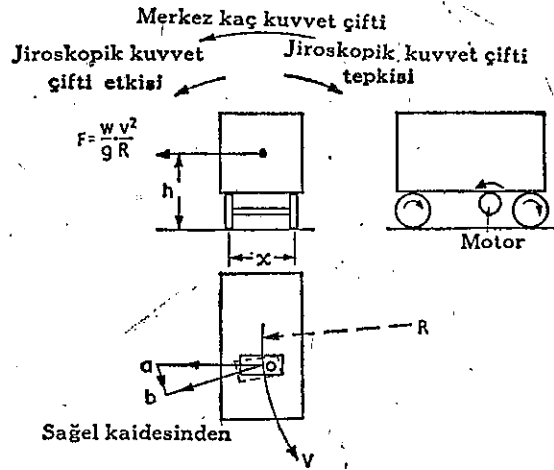 Merkez kaç kuvvet çifti
Jiroskopik kuvvet
çifti etkisi
Jiroskopik kuvvet çifti
tepkisi
F=w/g v²/R
h
x
Motor
R
a
b
V
Sağel kaidesinden